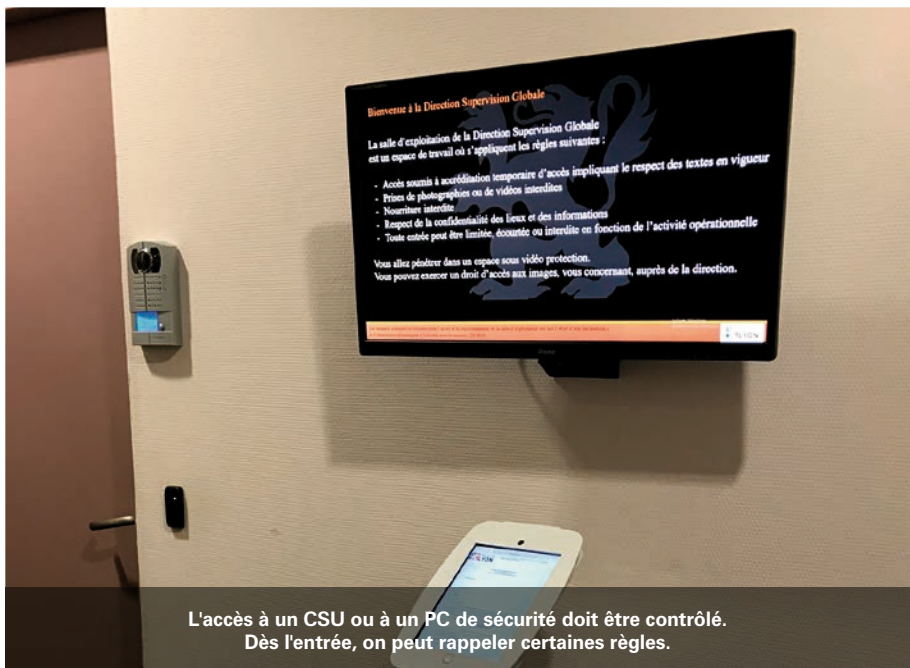 Bienvenue à la Direction Supervision Globale
La salle d'exploitation de la Direction Supervision Globale
est un espace de travail où s'appliquent les règles suivantes :
- Accès soumis à accréditation temporaire d'accès impliquant le respect des textes en vigueur
- Prises de photographies ou de vidéos interdites
- Nourriture interdite
- Respect de la confidentialité des lieux et des informations
- Toute entrée peut être limitée, écourtée ou interdite en fonction de l'activité opérationnelle
Vous allez pénétrer dans un espace sous vidéo protection.
Vous pouvez exercer un droit d'accès aux images, vous concernant, auprès de la direction.
LYON
LYON
L'accès à un CSU ou à un PC de sécurité doit être contrôlé.
Dès l'entrée, on peut rappeler certaines règles.